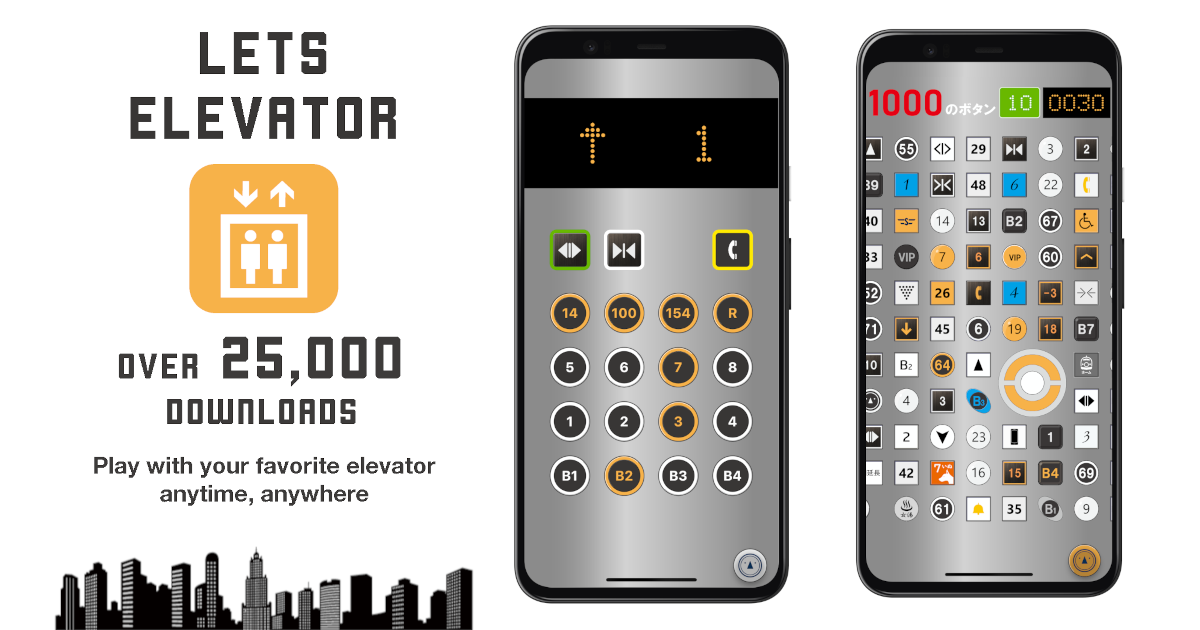 LETS
ELEVATOR
OVER 25,000
DOWNLOADS
Play with your favorite elevator
anytime, anywhere
1
14 100 154 R
5 6 7 8
1 2 3 4
B1 B2 B3 B4
1000のボタン 10 0030
55 29 3 2
39 1 48 6 22
40 -S- 14 13 B2 67
33 VIP 7 6 VIP 60
52 26 4 -3
71 45 6 19 18 B7
10 B2 64
4 3 B3
2 23 1 3
延長 42 7 16 15 B4 69
61 35 B1 9